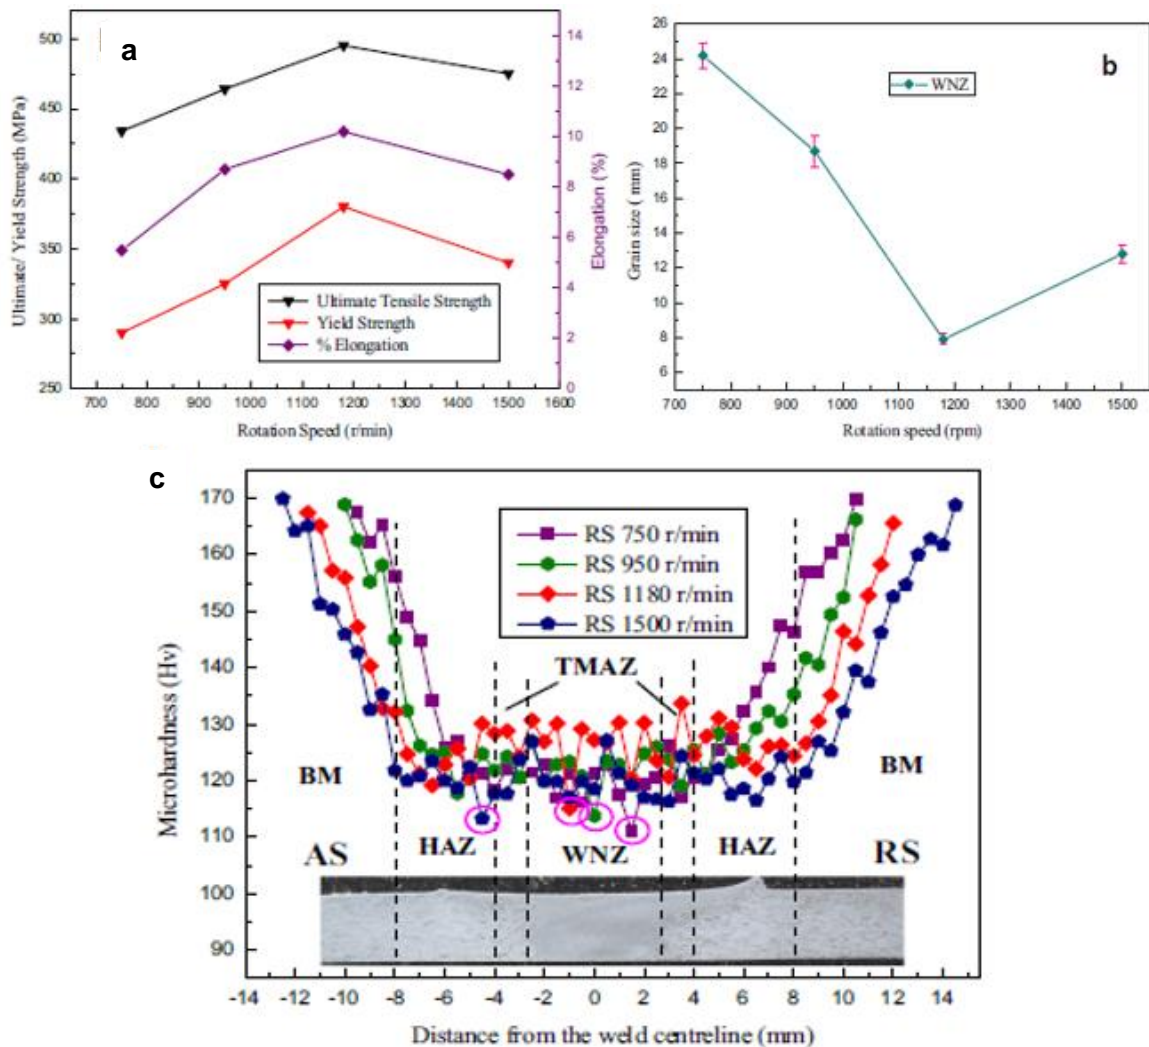 a
500
450
400
350
300
250
Ultimate/ Yield Strength (MPa)
14
12
10
8
6
4
2
0
Elongation (%)
Ultimate Tensile Strength
Yield Strength
% Elongation
700 800 900 1000 1100 1200 1300 1400 1500 1600
Rotation Speed (r/min)
b
26
24
22
20
18
16
14
12
10
8
6
Grain size ( mm)
WNZ
700 800 900 1000 1100 1200 1300 1400 1500
Rotation speed (rpm)
c
170
160
150
140
130
120
110
100
90
Microhardness (Hv)
RS 750 r/min
RS 950 r/min
RS 1180 r/min
RS 1500 r/min
TMAZ
BM BM
HAZ WNZ HAZ
AS RS
-14 -12 -10 -8 -6 -4 -2 0 2 4 6 8 10 12 14
Distance from the weld centreline (mm)